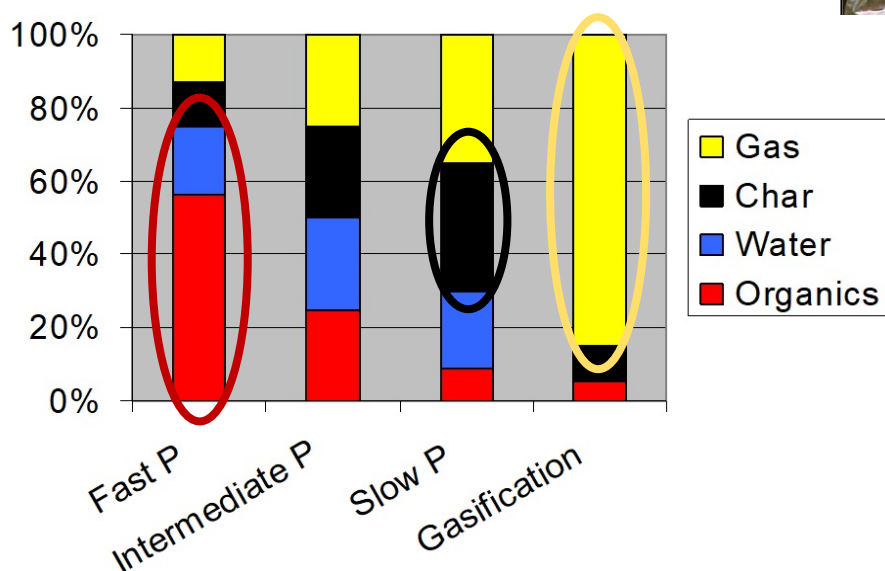 100%
80%
60%
40%
20%
0%
Fast P
Intermediate P
Slow P
Gasification
Gas
Char
Water
Organics